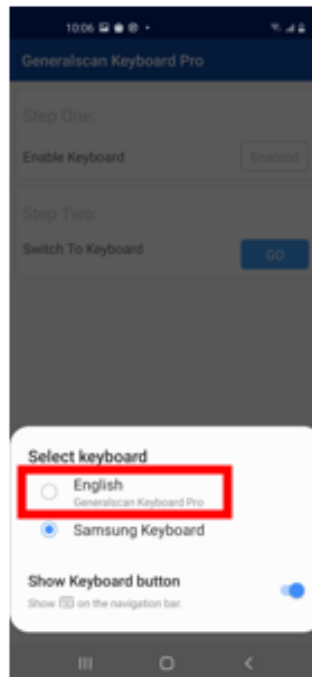 10:06
Generalscan Keyboard Pro
Step One:
Enable Keyboard
Enabled
Step Two:
Switch To Keyboard
GO
Select keyboard
English
Generalscan Keyboard Pro
Samsung Keyboard
Show Keyboard button
Show on the navigation bar.